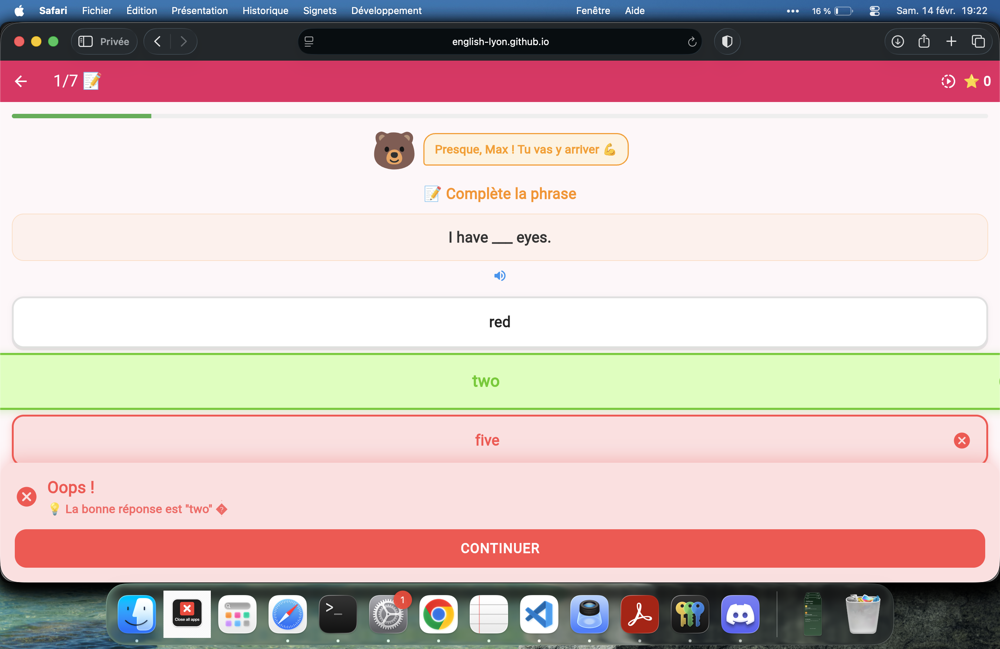 Safari Fichier Édition Présentation Historique Signets Développement Fenêtre Aide 16 % Sam. 14 févr. 19:22
Privée english-lyon.github.io
1/7 0
Presque, Max ! Tu vas y arriver 💪
📝 Complète la phrase
I have ___ eyes.
red
two
five
Oops !
💡 La bonne réponse est "two" �
CONTINUER
1
Close all apps